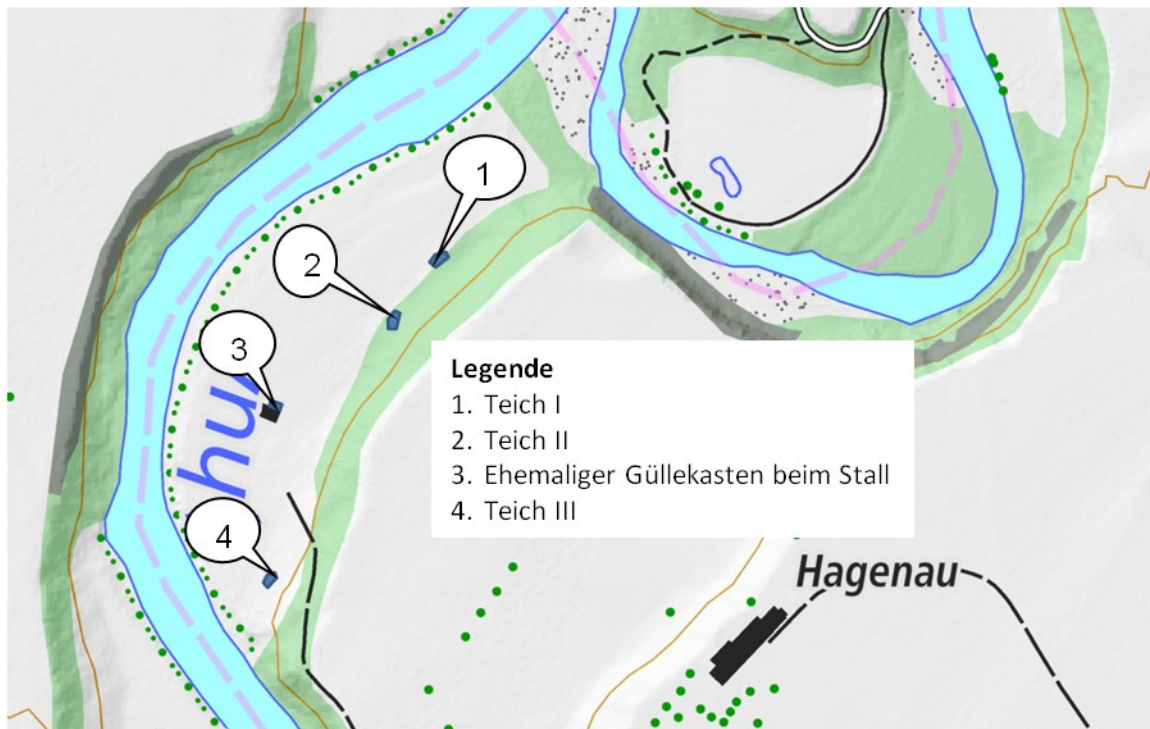 1
2
3
4
Legende
1. Teich I
2. Teich II
3. Ehemaliger Güllekasten beim Stall
4. Teich III
Hagenau